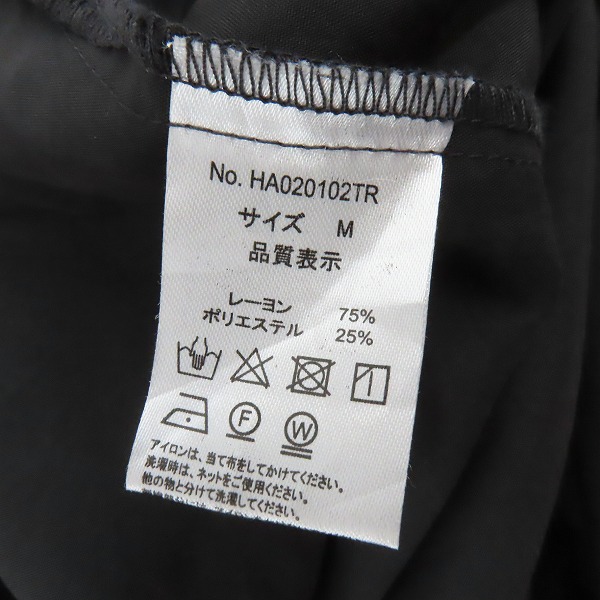 No. HA020102TR
サイズ M
品質表示
レーヨン 75%
ポリエステル 25%
F W
アイロンは、当て布をしてかけてください。
洗濯時は、ネットをご使用ください。
他の物と分けて洗濯してください。